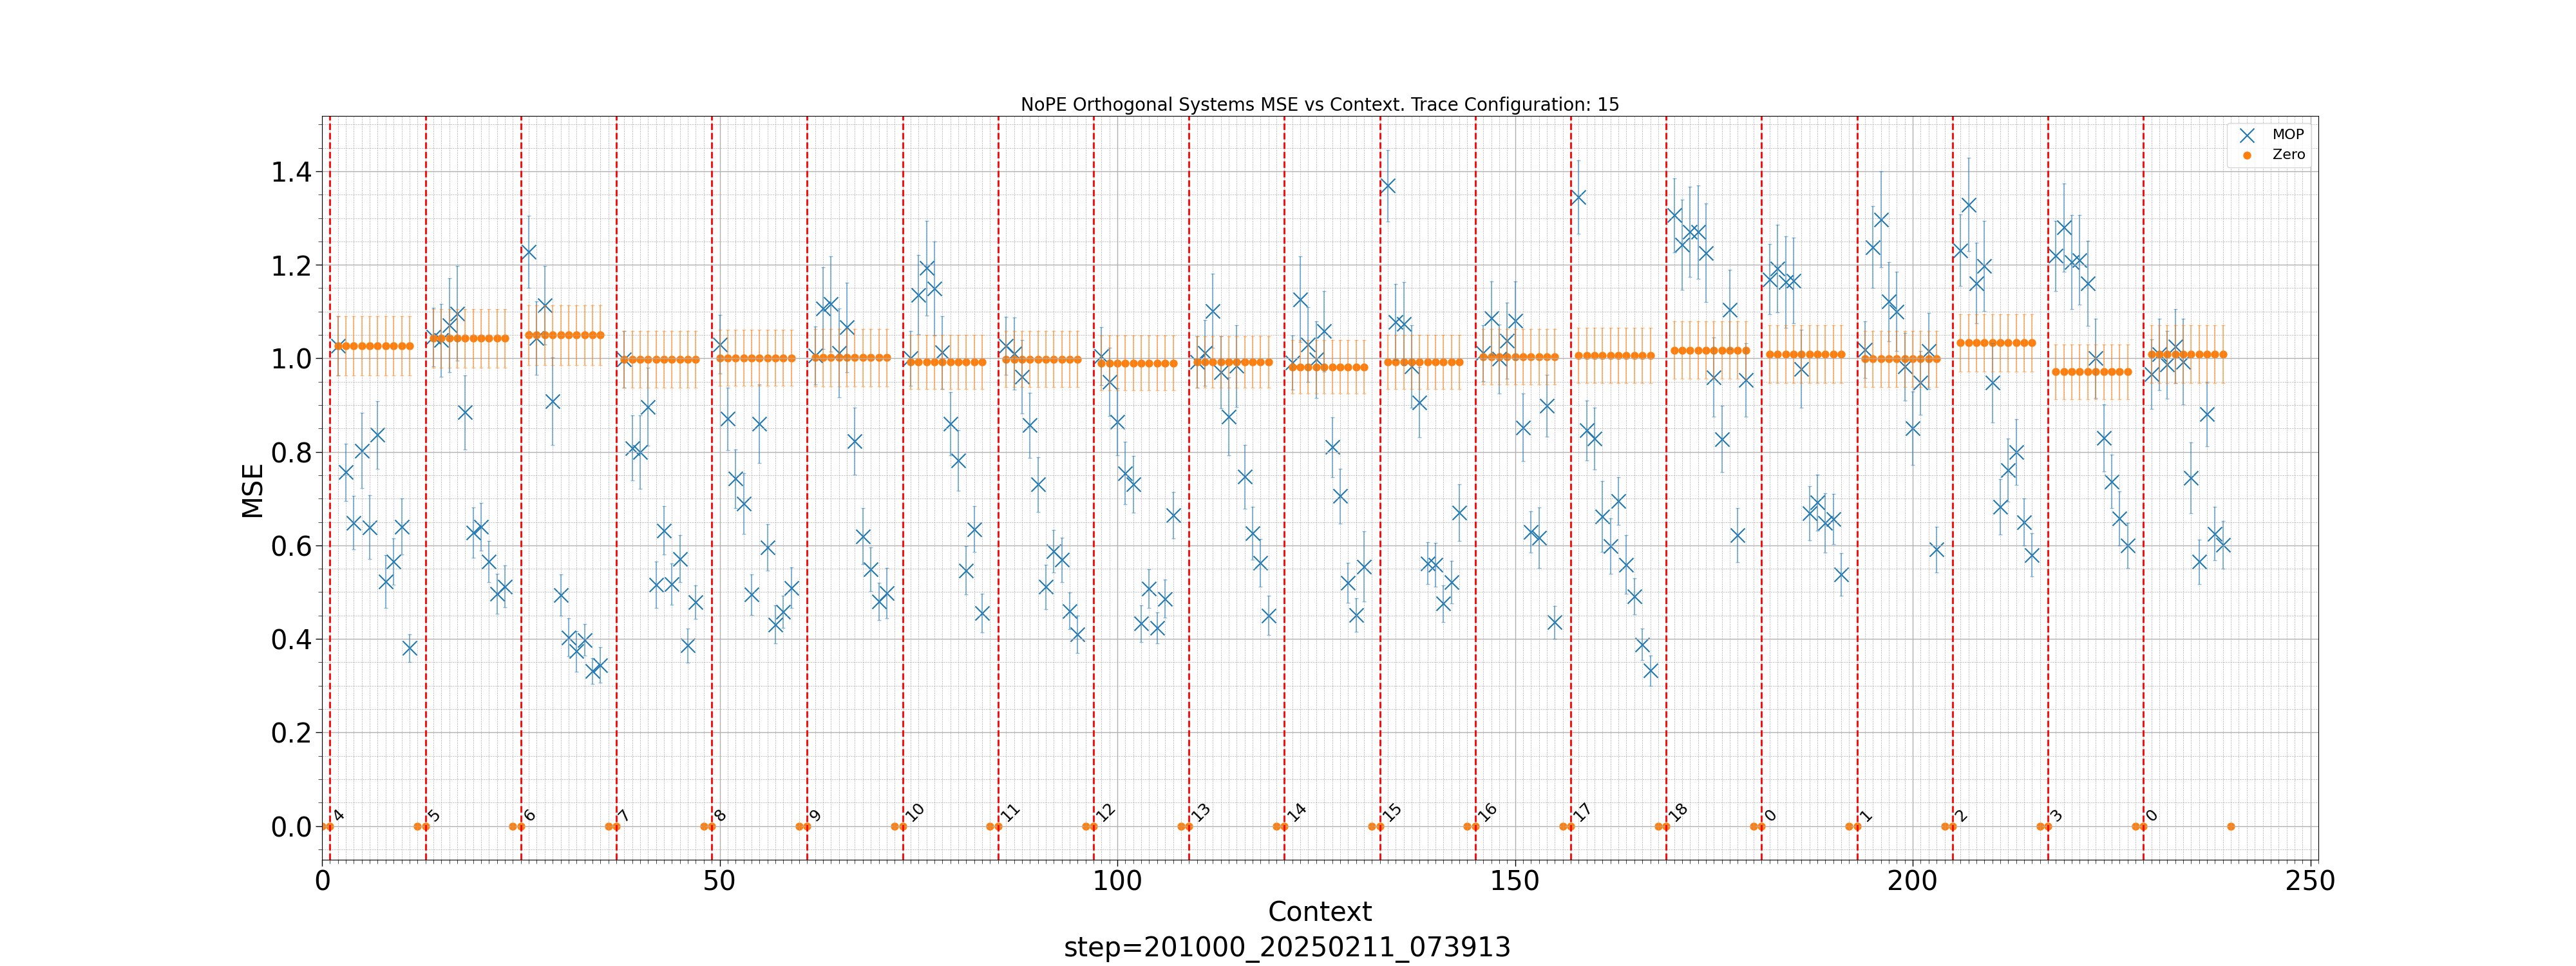 NoPE Orthogonal Systems MSE vs Context. Trace Configuration: 15
MOP
Zero
MSE
1.4
1.2
1.0
0.8
0.6
0.4
0.2
0.0
4 5 6 7 8 9 10 11 12 13 14 15 16 17 18 0 1 2 3 0
0 50 100 150 200 250
Context
step=201000_20250211_073913